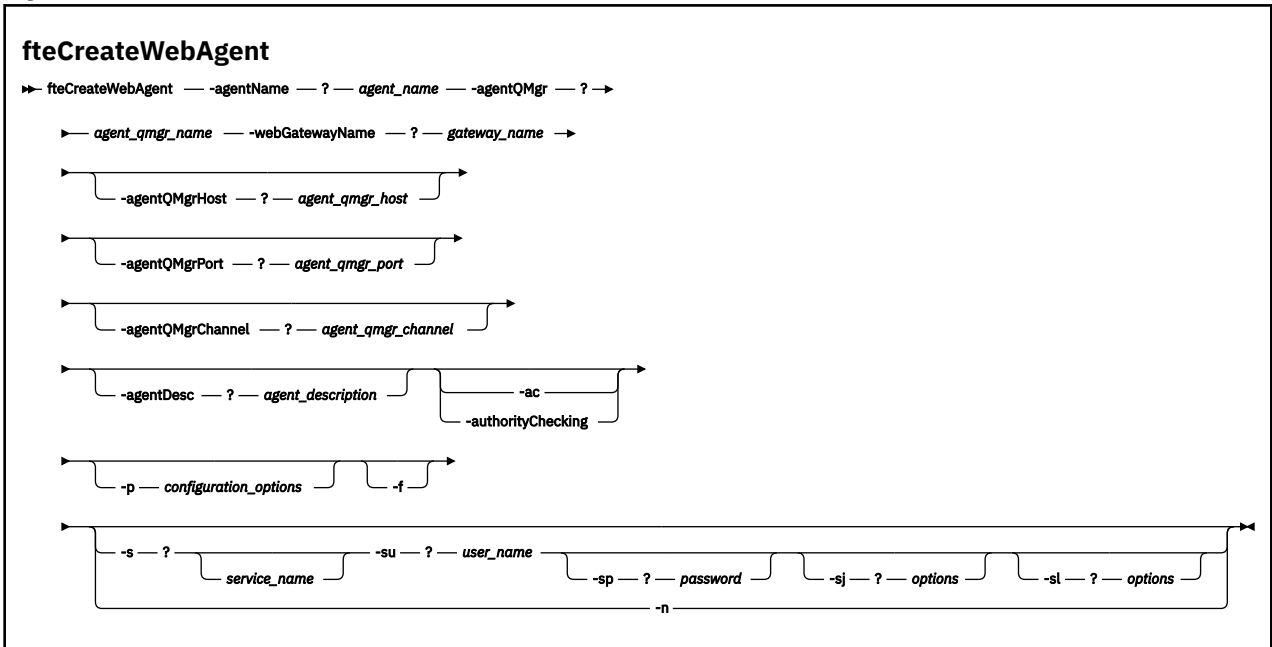 fteCreateWebAgent
fteCreateWebAgent -agentName ? agent_name -agentQMgr ?
agent_qmgr_name -webGatewayName ? gateway_name
-agentQMgrHost ? agent_qmgr_host
-agentQMgrPort ? agent_qmgr_port
-agentQMgrChannel ? agent_qmgr_channel
-agentDesc ? agent_description -ac
-authorityChecking
-p configuration_options -f
-s ? service_name -su ? user_name -sp ? password -sj ? options -sl ? options
-n